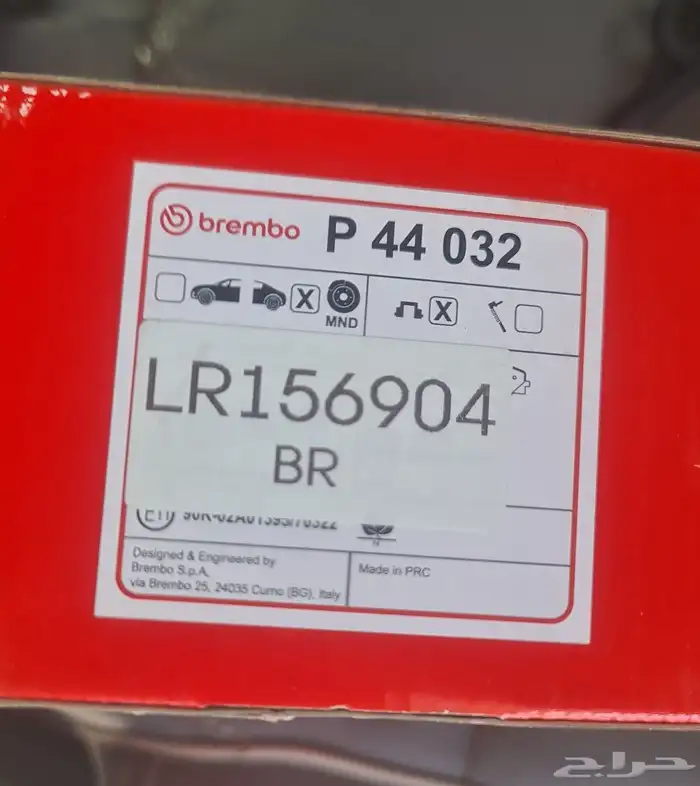 brembo P 44 032
X MND X
LR156904
BR
E11
Designed & Engineered by
Brembo S.p.A.
via Brembo 25, 24035 Curno (BG), Italy
Made in PRC
حراج